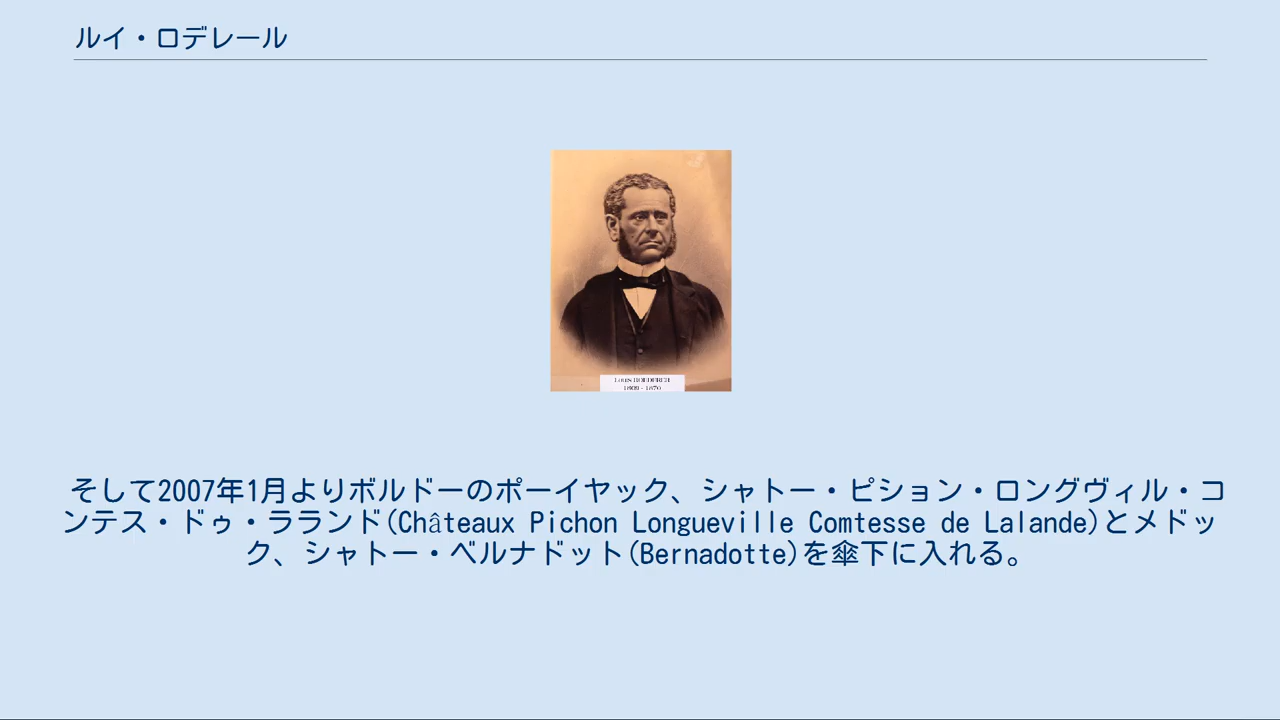 ルイ・ロデレール
Louis ROEDERER
1809 - 1870
そして2007年1月よりボルドーのポーイヤック、シャトー・ピション・ロングヴィル・コ
ンテス・ドゥ・ラランド(Châteaux Pichon Longueville Comtesse de Lalande)とメドッ
ク、シャトー・ベルナドット(Bernadotte)を傘下に入れる。